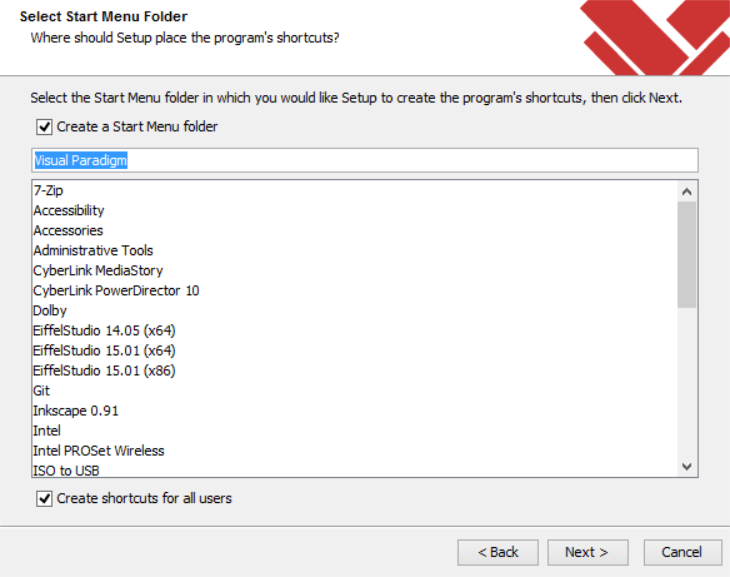 Select Start Menu Folder
Where should Setup place the program's shortcuts?
Select the Start Menu folder in which you would like Setup to create the program's shortcuts, then click Next.
Create a Start Menu folder
Visual Paradigm
7-Zip
Accessibility
Accessories
Administrative Tools
CyberLink MediaStory
CyberLink PowerDirector 10
Dolby
EiffelStudio 14.05 (x64)
EiffelStudio 15.01 (x64)
EiffelStudio 15.01 (x86)
Git
Inkscape 0.91
Intel
Intel PROSet Wireless
ISO to USB
Create shortcuts for all users
< Back Next > Cancel